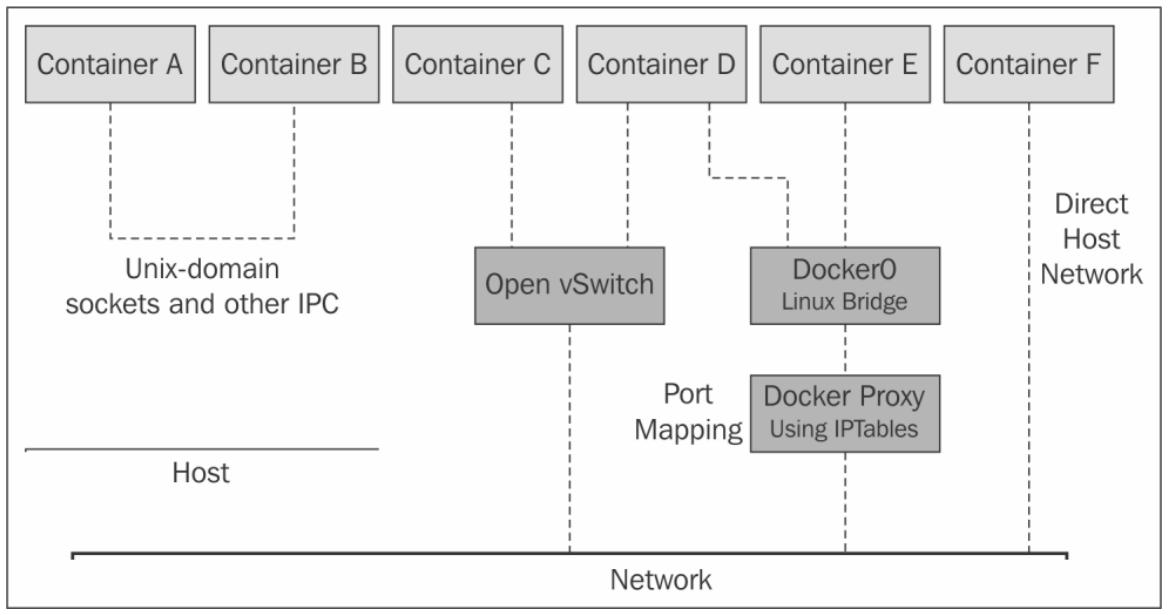 Container A
Container B
Container C
Container D
Container E
Container F
Direct
Host
Network
Unix-domain
sockets and other IPC
Open vSwitch
Docker0
Linux Bridge
Port
Mapping
Docker Proxy
Using IPTables
Host
Network